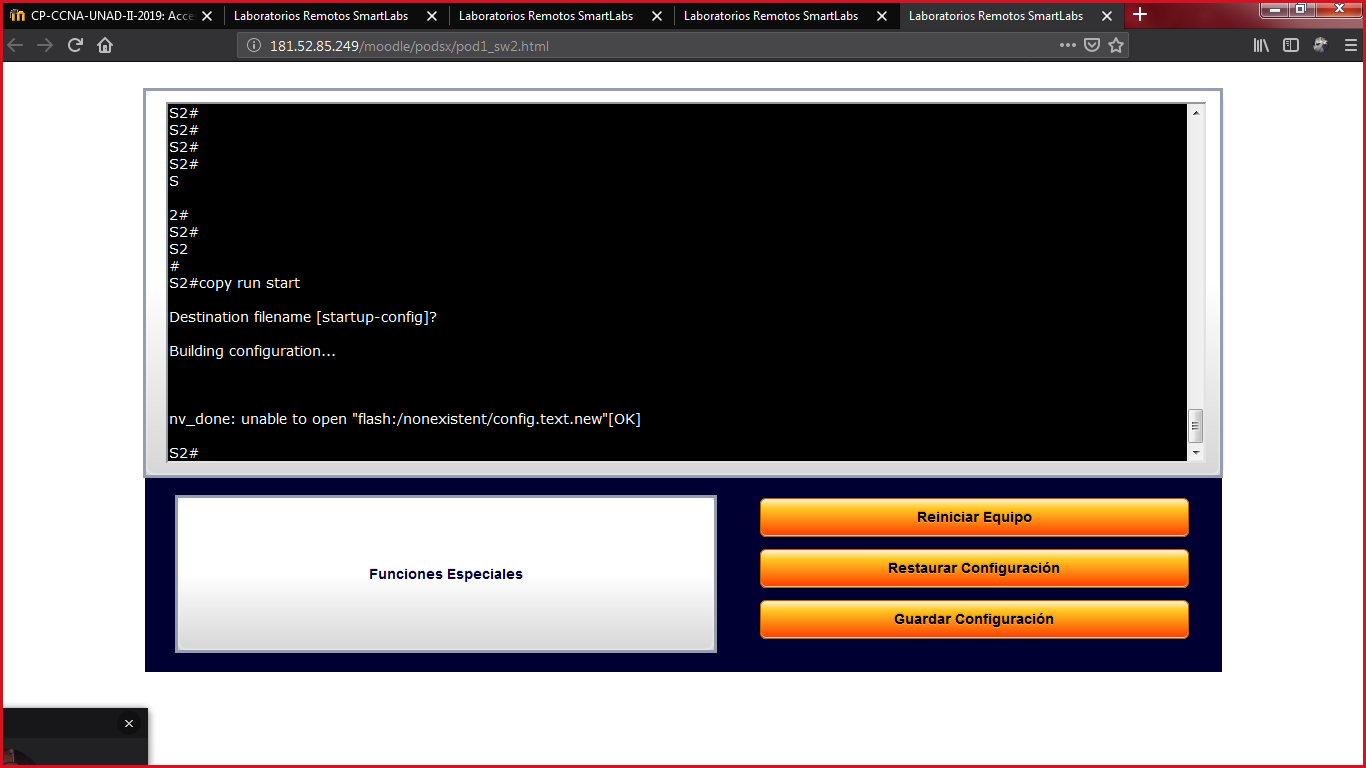 CP-CCNA-UNAD-II-2019: Acce
Laboratorios Remotos SmartLabs
Laboratorios Remotos SmartLabs
Laboratorios Remotos SmartLabs
Laboratorios Remotos SmartLabs
181.52.85.249/moodle/podsx/pod1_sw2.html
S2#
S2#
S2#
S2#
S
2#
S2#
S2
#
S2#copy run start
Destination filename [startup-config]?
Building configuration...
nv_done: unable to open "flash:/nonexistent/config.text.new"[OK]
S2#
Funciones Especiales
Reiniciar Equipo
Restaurar Configuración
Guardar Configuración